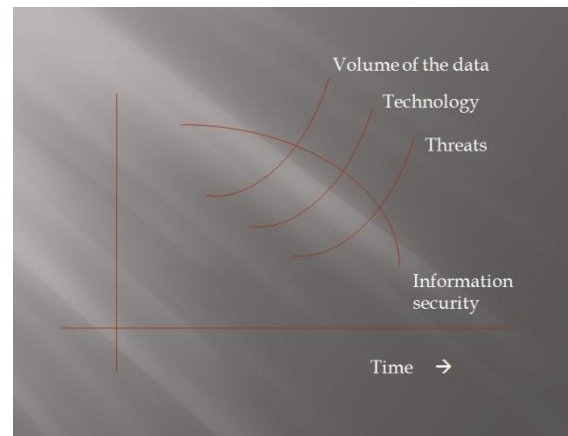 Volume of the data
Technology
Threats
Information
security
Time →